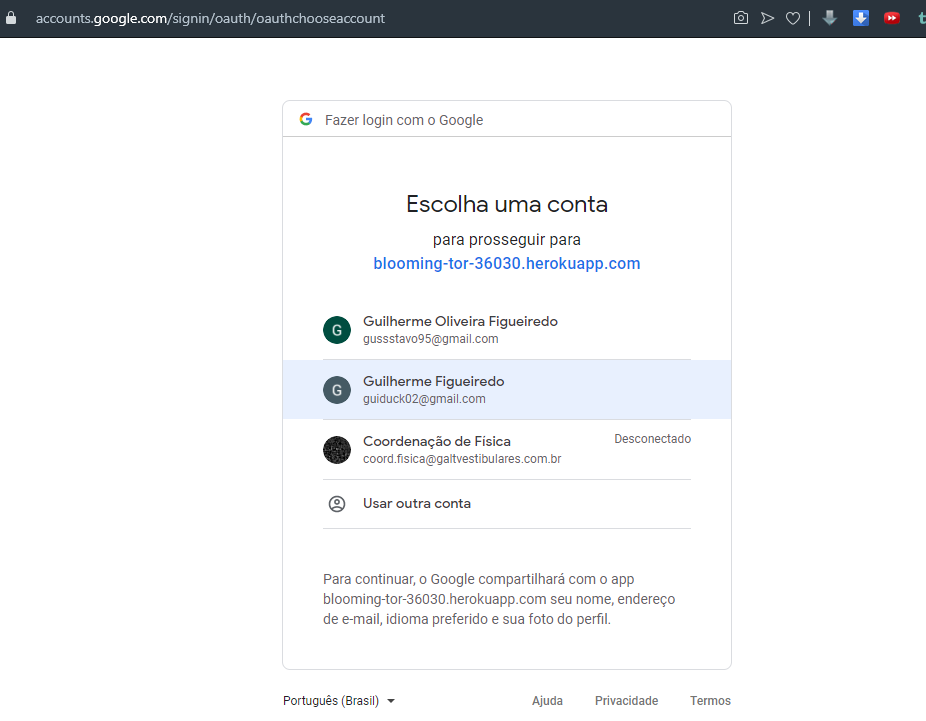 accounts.google.com/signin/oauth/oauthchooseaccount
Fazer login com o Google
Escolha uma conta
para prosseguir para
blooming-tor-36030.herokuapp.com
G
Guilherme Oliveira Figueiredo
gussstavo95@gmail.com
G
Guilherme Figueiredo
guiduck02@gmail.com
Coordenação de Física
Desconectado
coord.fisica@galtvestibulares.com.br
Usar outra conta
Para continuar, o Google compartilhará com o app
blooming-tor-36030.herokuapp.com seu nome, endereço
de e-mail, idioma preferido e sua foto do perfil.
Português (Brasil)
Ajuda
Privacidade
Termos